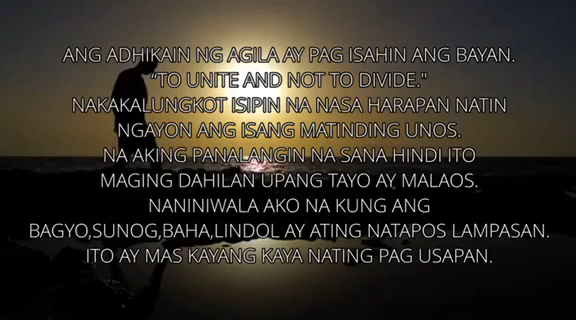 ANG ADHIKAIN NG AGILA AY PAG ISAHIN ANG BAYAN.
“TO UNITE AND NOT TO DIVIDE."
NAKAKALUNGKOT ISIPIN NA NASA HARAPAN NATIN
NGAYON ANG ISANG MATINDING UNOS.
NA AKING PANALANGIN NA SANA HINDI ITO
MAGING DAHILAN UPANG TAYO AY MALAOS.
NANINIWALA AKO NA KUNG ANG
BAGYO,SUNOG,BAHA,LINDOL AY ATING NATAPOS LAMPASAN.
ITO AY MAS KAYANG KAYA NATING PAG USAPAN.